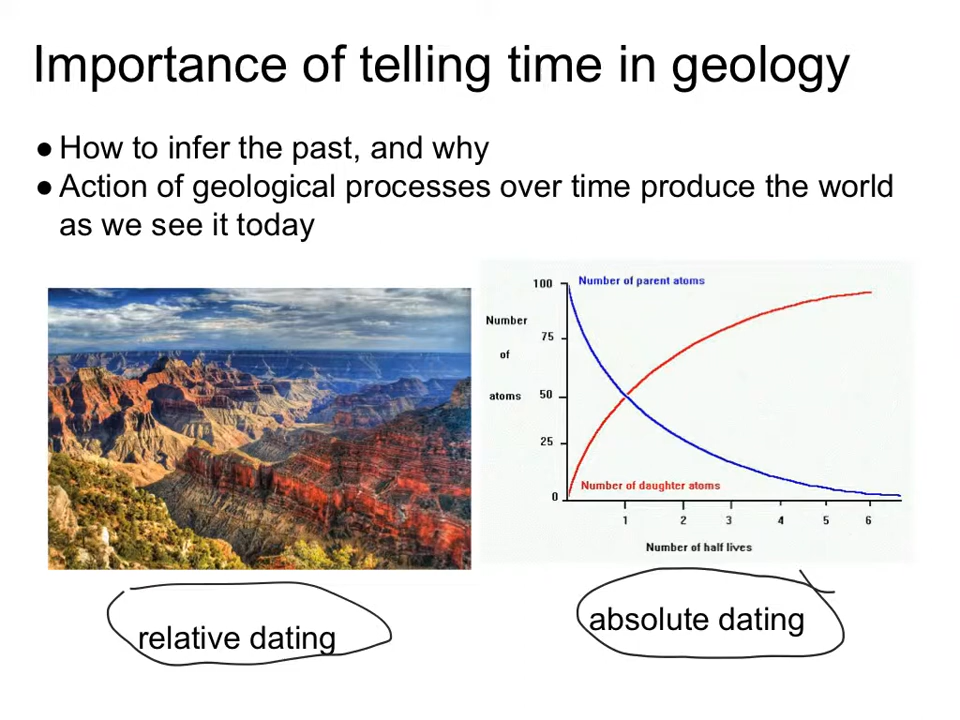 Importance of telling time in geology
● How to infer the past, and why
● Action of geological processes over time produce the world
as we see it today
100
Number of parent atoms
Number
75
of
atoms
50
25
Number of daughter atoms
0
1 2 3 4 5 6
Number of half lives
relative dating
absolute dating